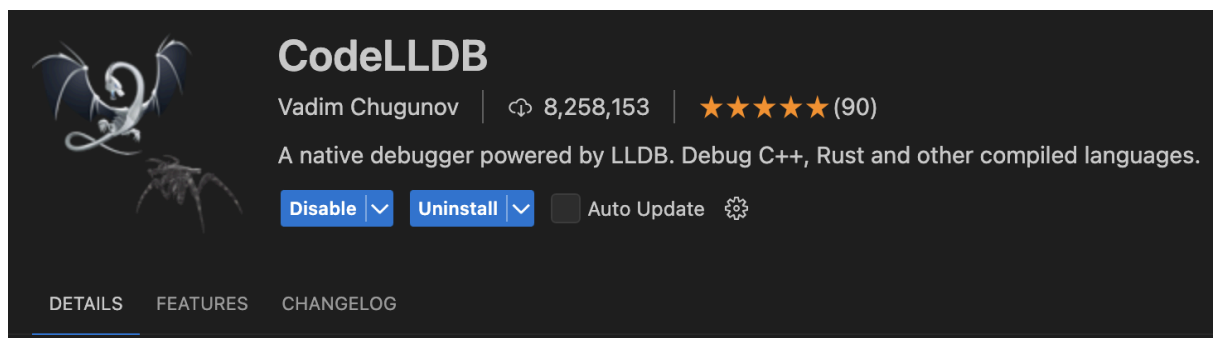 CodeLLDB
Vadim Chugunov 8,258,153 (90)
A native debugger powered by LLDB. Debug C++, Rust and other compiled languages.
Disable Uninstall Auto Update
DETAILS FEATURES CHANGELOG